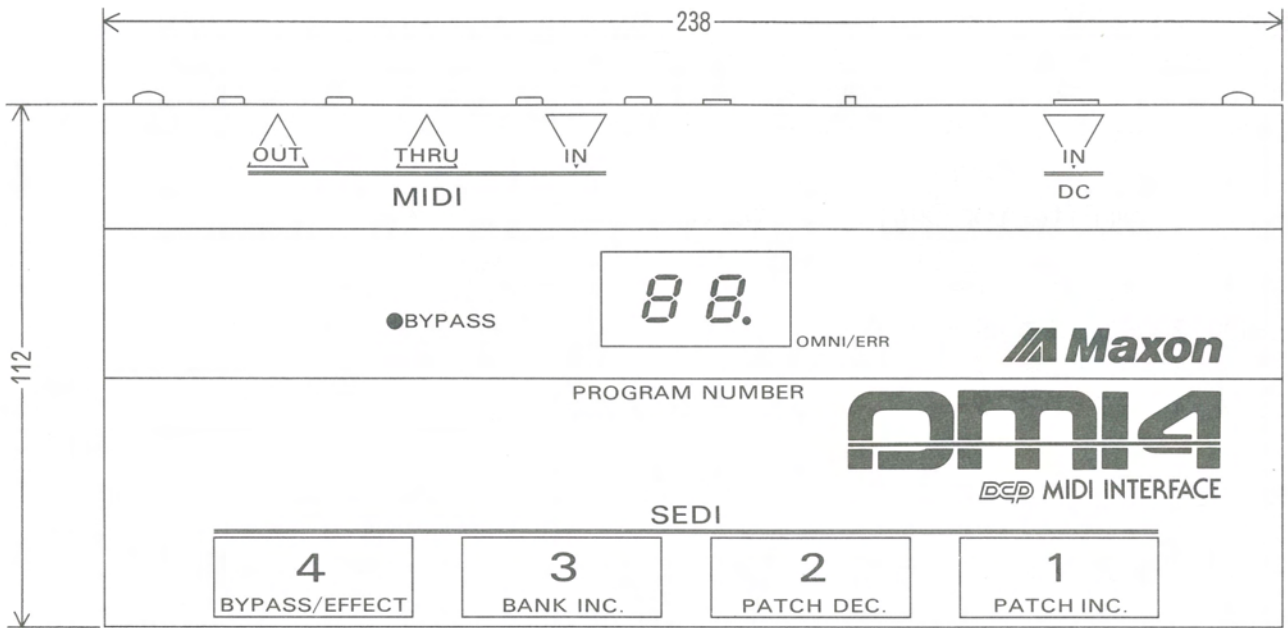 238
112
OUT THRU IN IN
MIDI DC
88.
BYPASS
OMNI/ERR
Maxon
PROGRAM NUMBER
DMI4
DCP MIDI INTERFACE
SEDI
4 3 2 1
BYPASS/EFFECT BANK INC. PATCH DEC. PATCH INC.